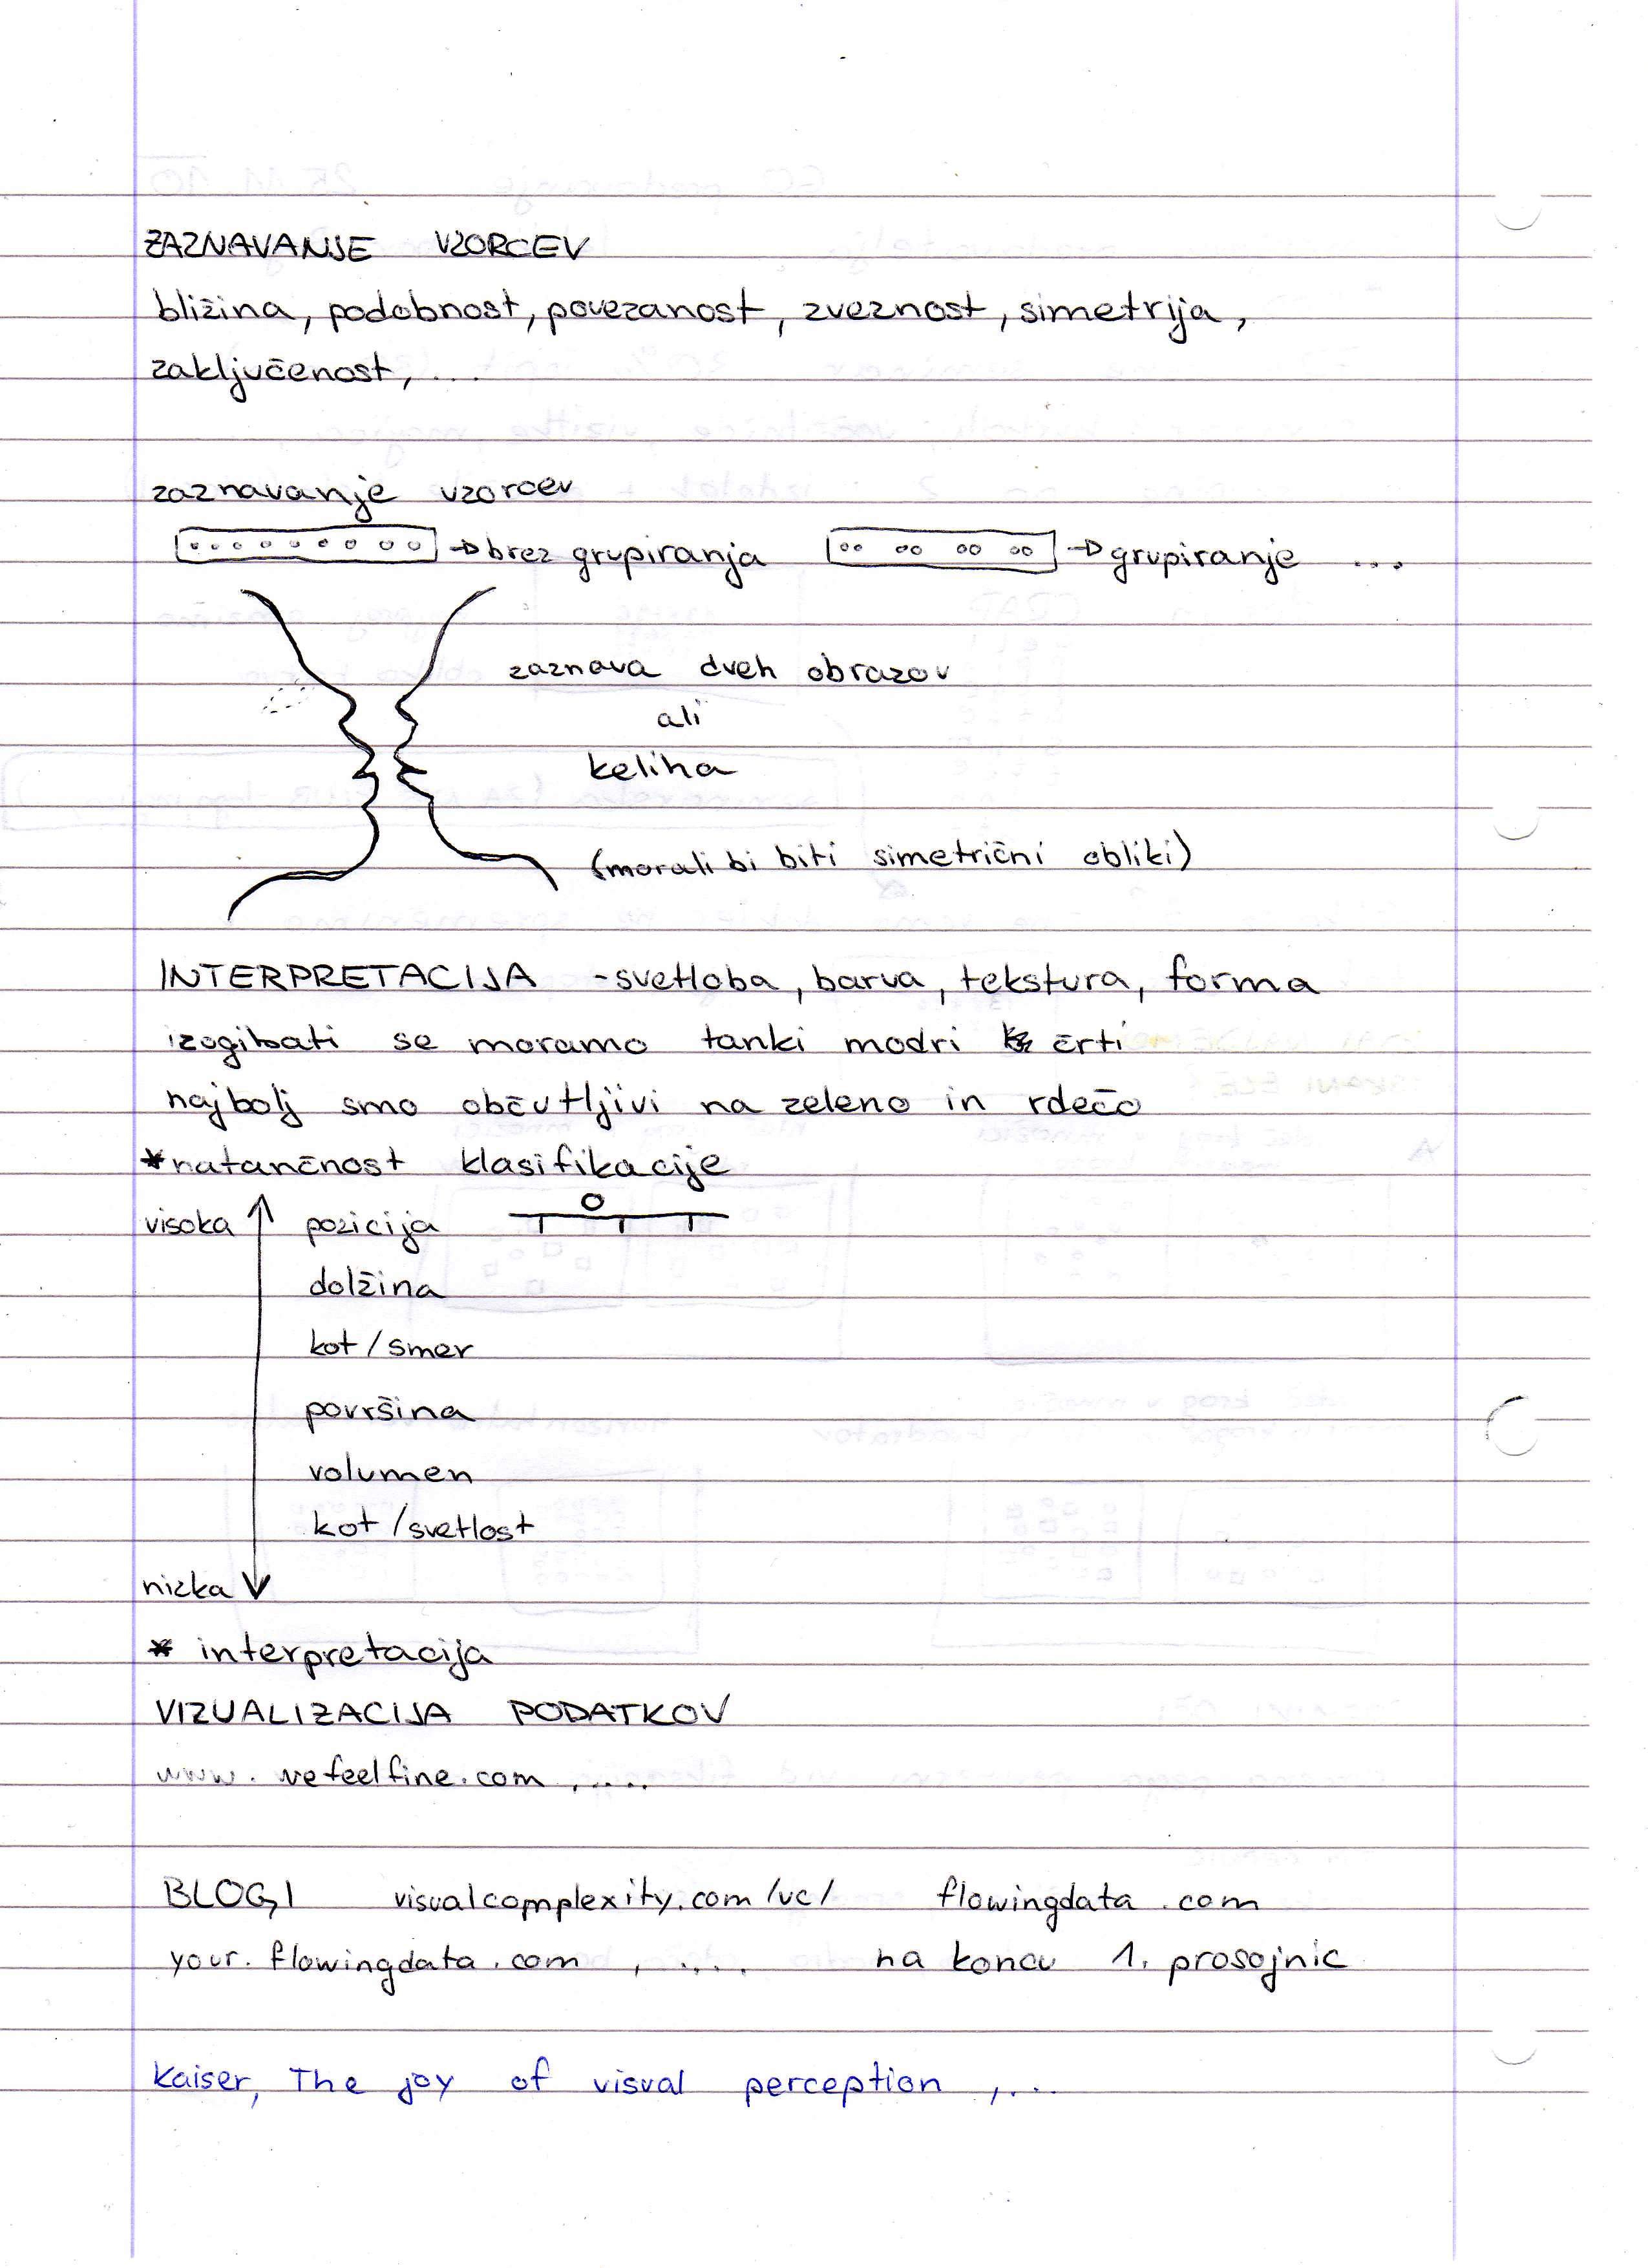 ZAZNAVANJE VZORCEV
bližina, podobnost, povezanost, zveznost, simetrija,
zaključenost, ...
zaznavanje vzorcev
→ brez grupiranja → grupiranje ...
zaznava dveh obrazov
ali
keliha
(morali bi biti simetrični obliki)
INTERPRETACIJA - svetloba, barva, tekstura, forma
izogibati se moramo tanki modri črti
najbolj smo občutljivi na zeleno in rdečo
* natančnost klasifikacije
visoka pozicija
dolžina
kot/smer
površina
volumen
kot/svetlost
nizka
* interpretacija
VIZUALIZACIJA PODATKOV
www.wefeelfine.com, .....
BLOGI visualcomplexity.com/vc/ flowingdata.com
your.flowingdata.com , .... na koncu 1. prosojnic
Kaiser, The joy of visual perception ,...